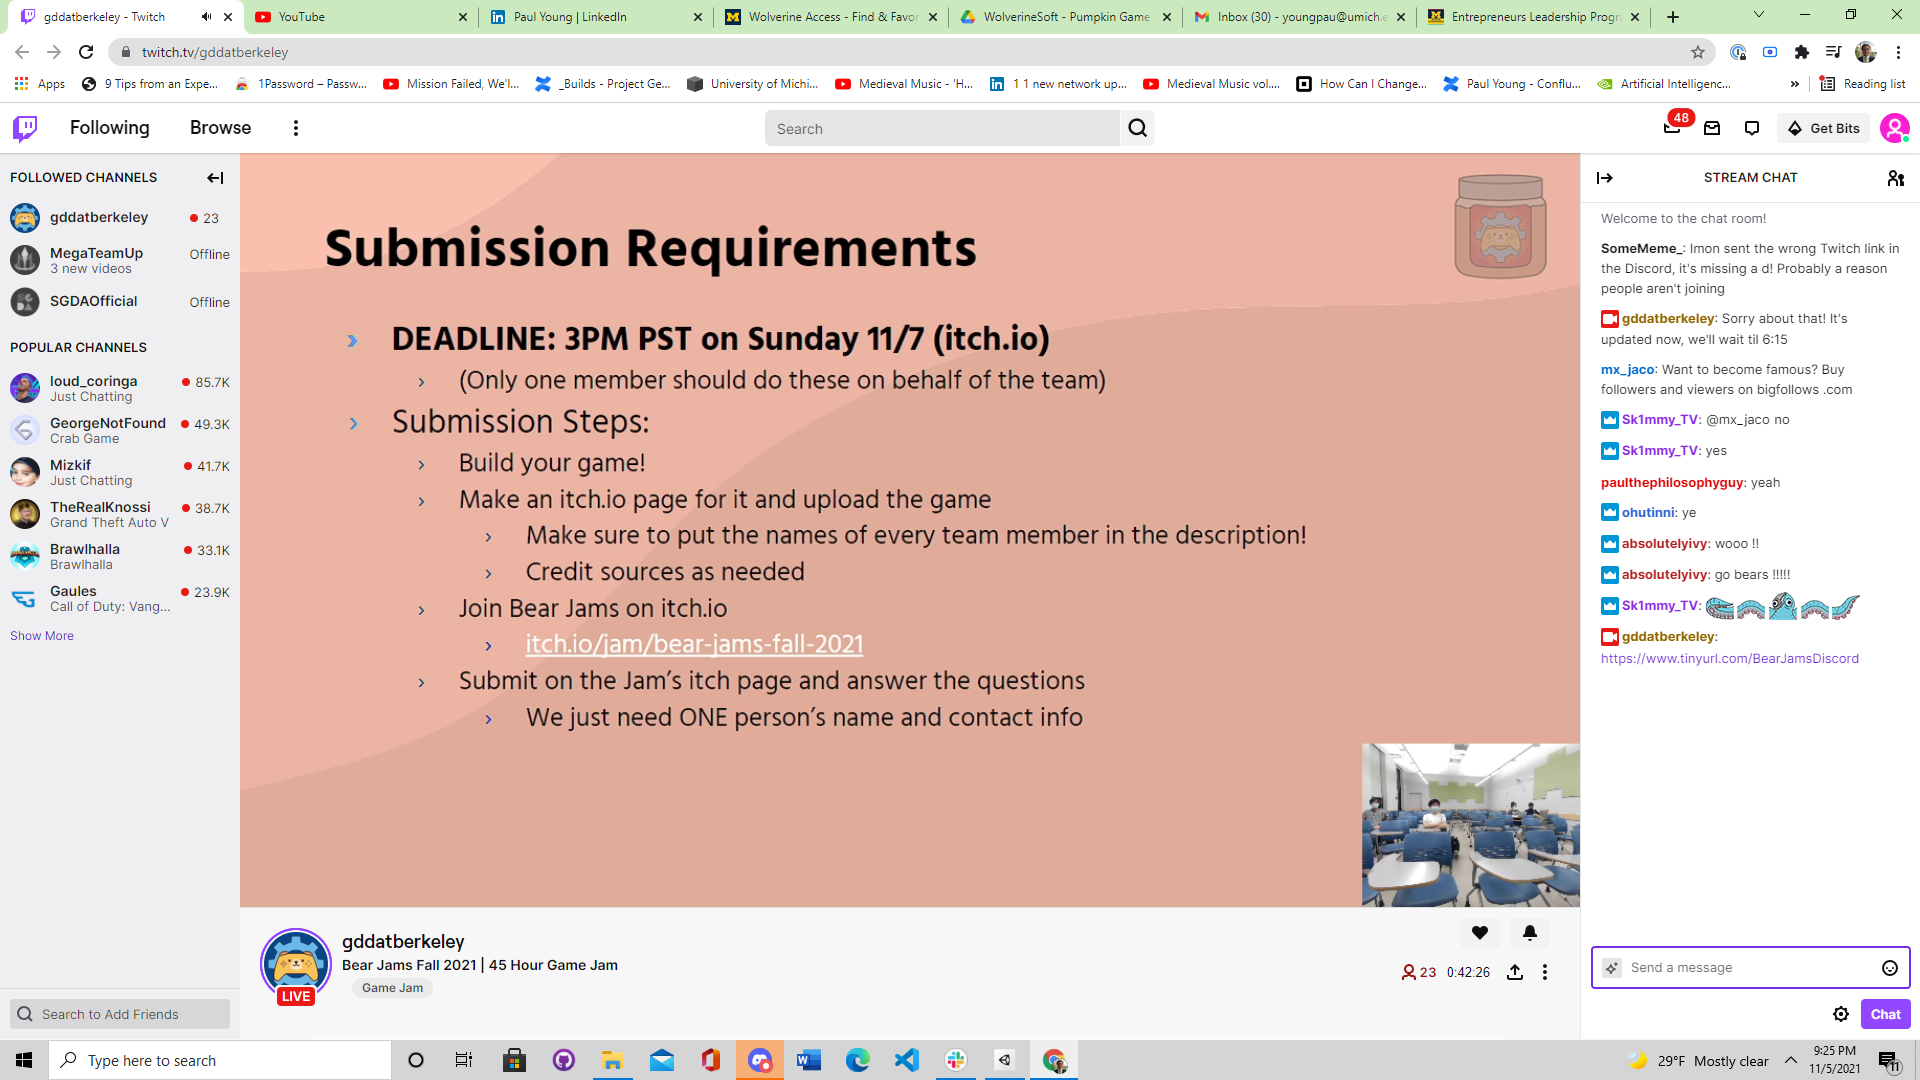 gddatberkeley - Twitch
YouTube
Paul Young | LinkedIn
Wolverine Access - Find & Favor
WolverineSoft - Pumpkin Game
Inbox (30) - youngpau@umich.e
Entrepreneurs Leadership Progr
twitch.tv/gddatberkeley
Apps
9 Tips from an Expe...
1Password – Passw...
Mission Failed, We'l...
_Builds - Project Ge...
University of Michi...
Medieval Music - 'H...
1 1 new network up...
Medieval Music vol....
How Can I Change...
Paul Young - Conflu...
Artificial Intelligenc...
»
Reading list
Following
Browse
Search
48
Get Bits
FOLLOWED CHANNELS
gddatberkeley
23
MegaTeamUp
Offline
3 new videos
SGDAOfficial
Offline
POPULAR CHANNELS
loud_coringa
85.7K
Just Chatting
GeorgeNotFound
49.3K
Crab Game
Mizkif
41.7K
Just Chatting
TheRealKnossi
38.7K
Grand Theft Auto V
Brawlhalla
33.1K
Brawlhalla
Gaules
23.9K
Call of Duty: Vang...
Show More
Search to Add Friends
Submission Requirements
› DEADLINE: 3PM PST on Sunday 11/7 (itch.io)
› (Only one member should do these on behalf of the team)
› Submission Steps:
› Build your game!
› Make an itch.io page for it and upload the game
› Make sure to put the names of every team member in the description!
› Credit sources as needed
› Join Bear Jams on itch.io
› itch.io/jam/bear-jams-fall-2021
› Submit on the Jam's itch page and answer the questions
› We just need ONE person's name and contact info
gddatberkeley
Bear Jams Fall 2021 | 45 Hour Game Jam
Game Jam
LIVE
23
0:42:26
STREAM CHAT
Welcome to the chat room!
SomeMeme_: Imon sent the wrong Twitch link in
the Discord, it's missing a d! Probably a reason
people aren't joining
gddatberkeley: Sorry about that! It's
updated now, we'll wait til 6:15
mx_jaco: Want to become famous? Buy
followers and viewers on bigfollows .com
Sk1mmy_TV: @mx_jaco no
Sk1mmy_TV: yes
paulthephilosophyguy: yeah
ohutinni: ye
absolutelyivy: wooo !!
absolutelyivy: go bears !!!!!
Sk1mmy_TV:
gddatberkeley:
https://www.tinyurl.com/BearJamsDiscord
Send a message
Chat
Type here to search
29°F Mostly clear
9:25 PM
11/5/2021
11